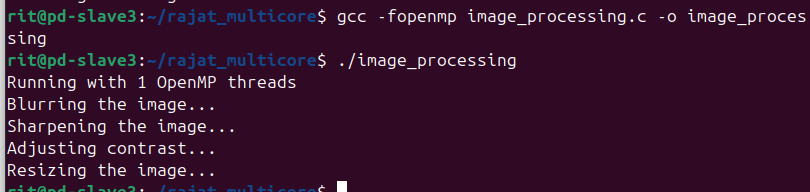 rit@pd-slave3:~/rajat_multicore$ gcc -fopenmp image_processing.c -o image_proces
sing
rit@pd-slave3:~/rajat_multicore$ ./image_processing
Running with 1 OpenMP threads
Blurring the image...
Sharpening the image...
Adjusting contrast...
Resizing the image...
rit@pd-slave3:~/rajat_multicore$